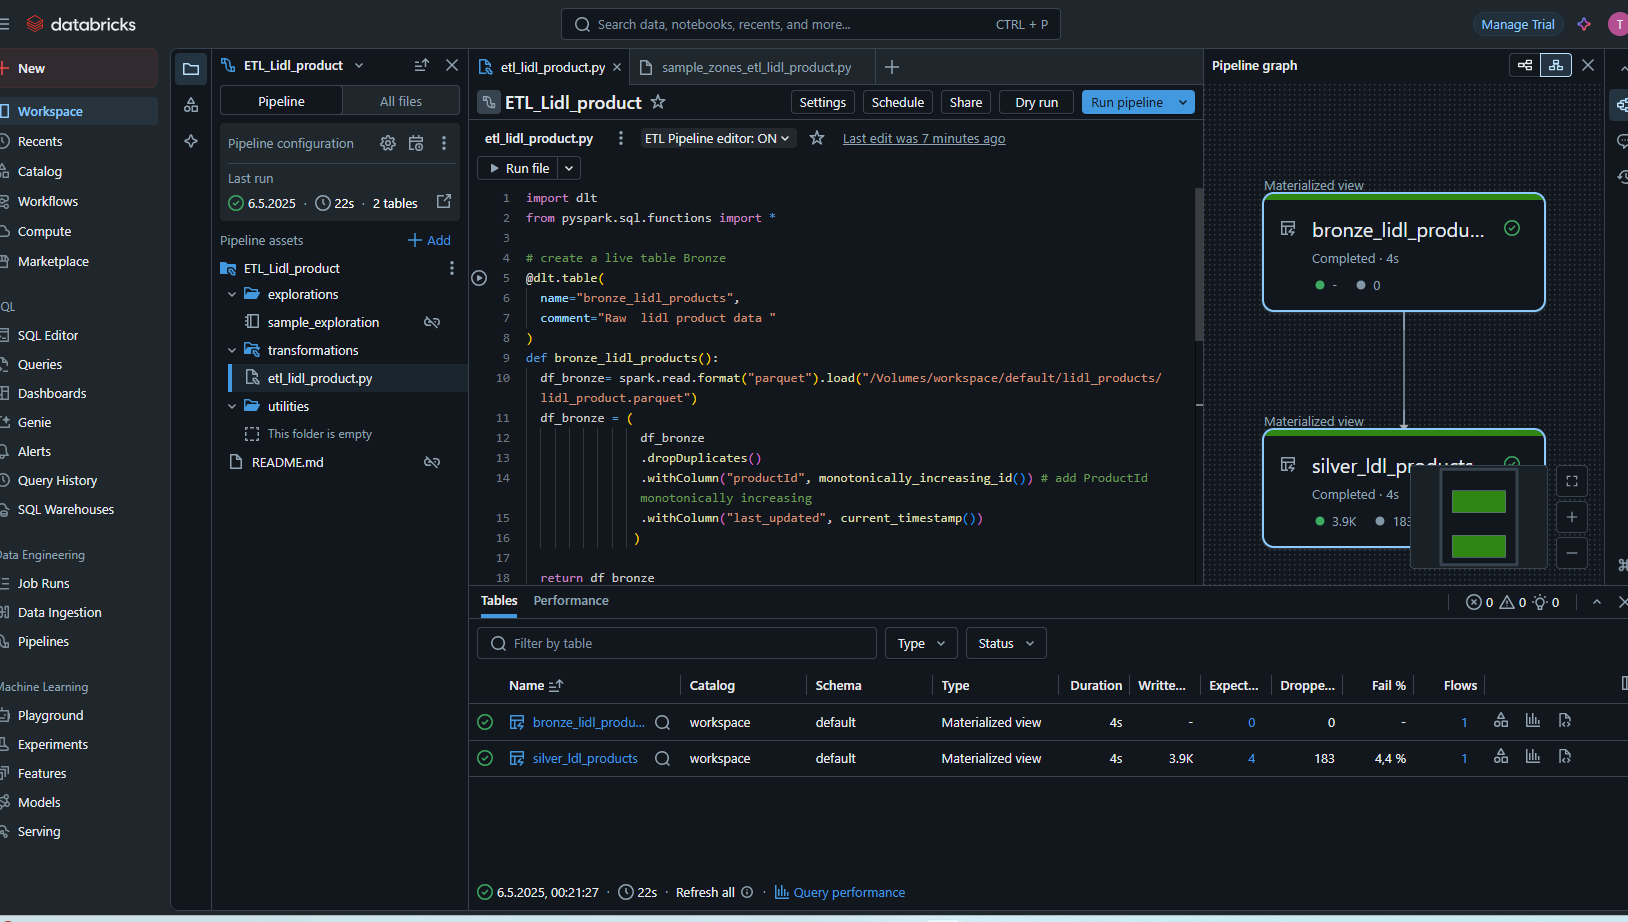 databricks
Search data, notebooks, recents, and more...
CTRL + P
Manage Trial
T
New
Workspace
Recents
Catalog
Workflows
Compute
Marketplace
QL
SQL Editor
Queries
Dashboards
Genie
Alerts
Query History
SQL Warehouses
Data Engineering
Job Runs
Data Ingestion
Pipelines
Machine Learning
Playground
Experiments
Features
Models
Serving
ETL_Lidl_product
Pipeline
All files
Pipeline configuration
Last run
6.5.2025 · 22s · 2 tables
Pipeline assets
Add
ETL_Lidl_product
explorations
sample_exploration
transformations
etl_lidl_product.py
utilities
This folder is empty
README.md
etl_lidl_product.py
sample_zones_etl_lidl_product.py
ETL_Lidl_product
Settings
Schedule
Share
Dry run
Run pipeline
etl_lidl_product.py
ETL Pipeline editor: ON
Last edit was 7 minutes ago
Run file
1 import dlt
2 from pyspark.sql.functions import *
3
4 # create a live table Bronze
5 @dlt.table(
6 name="bronze_lidl_products",
7 comment="Raw  lidl product data "
8 )
9 def bronze_lidl_products():
10 df_bronze= spark.read.format("parquet").load("/Volumes/workspace/default/lidl_products/
lidl_product.parquet")
11 df_bronze = (
12 df_bronze
13 .dropDuplicates()
14 .withColumn("productId", monotonically_increasing_id()) # add ProductId
monotonically increasing
15 .withColumn("last_updated", current_timestamp())
16 )
17
18 return df_bronze
Pipeline graph
Materialized view
bronze_lidl_produ...
Completed · 4s
- 0
Materialized view
silver_ldl_products
Completed · 4s
3.9K 183
Tables
Performance
0 0 0
Filter by table
Type
Status
Name Catalog Schema Type Duration Writte... Expect... Droppe... Fail % Flows
bronze_lidl_produ... workspace default Materialized view 4s - 0 0 - 1
silver_ldl_products workspace default Materialized view 4s 3.9K 4 183 4,4 % 1
6.5.2025, 00:21:27 · 22s · Refresh all · Query performance